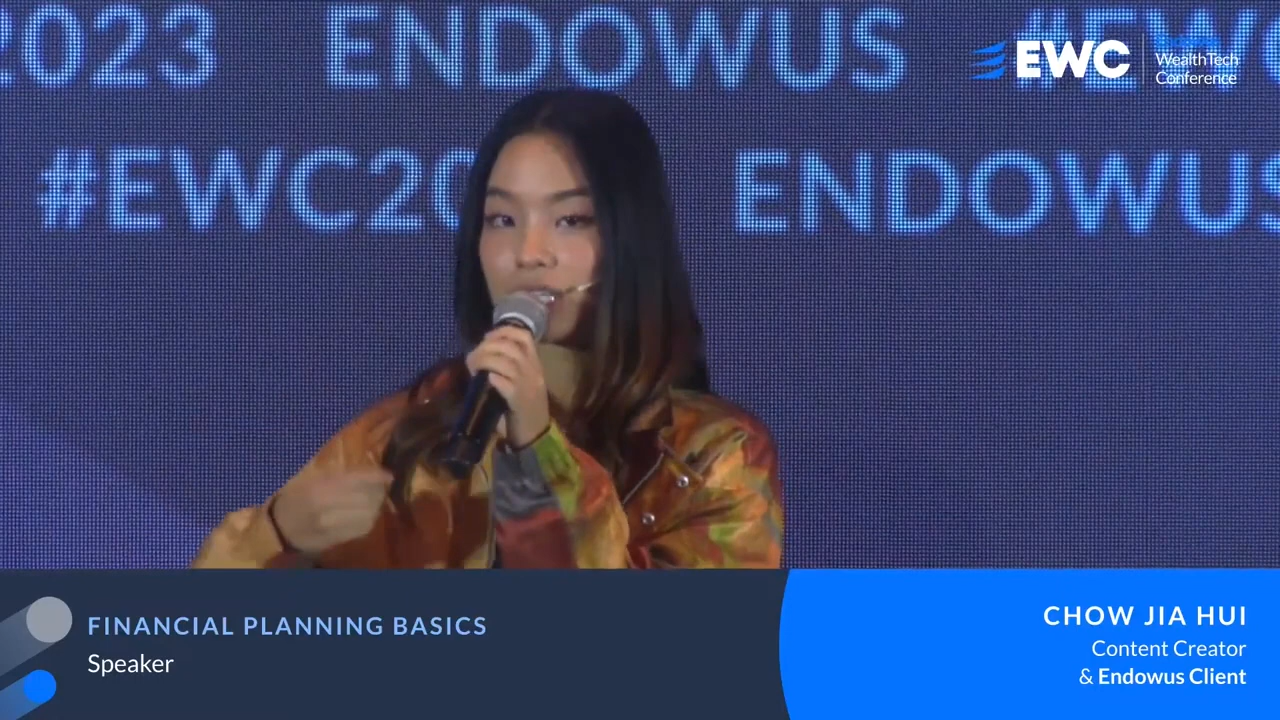 2023 ENDOWUS #EWC
EWC WealthTech
Conference
#EWC20 ENDOWUS
FINANCIAL PLANNING BASICS
Speaker
CHOW JIA HUI
Content Creator
& Endowus Client